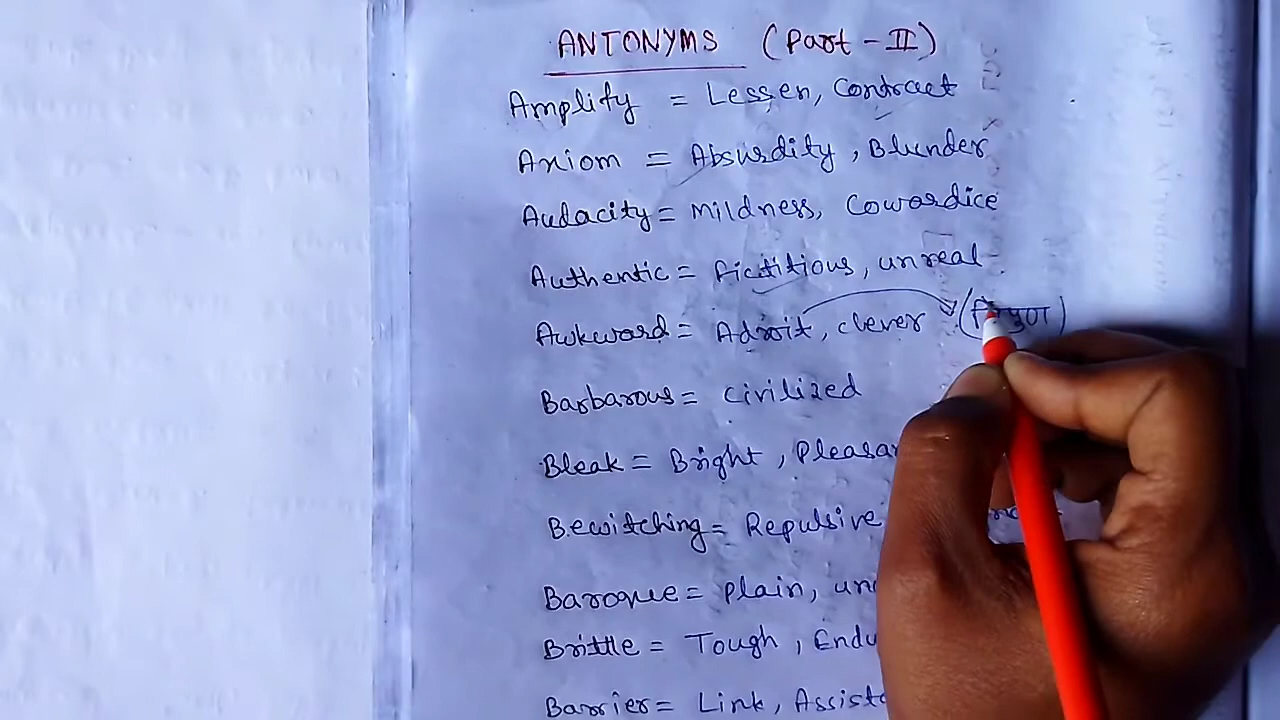 ANTONYMS (Part - II)
Amplify = Lessen, Contract
Axiom = Absurdity, Blunder
Audacity = Mildness, Cowardice
Authentic = Fictitious, unreal
Awkward = Adroit, clever
Barbarous = Civilized
Bleak = Bright, Pleasa
Bewitching = Repulsive
Baroque = Plain, un
Brittle = Tough, Endu
Barrier = Link, Assist